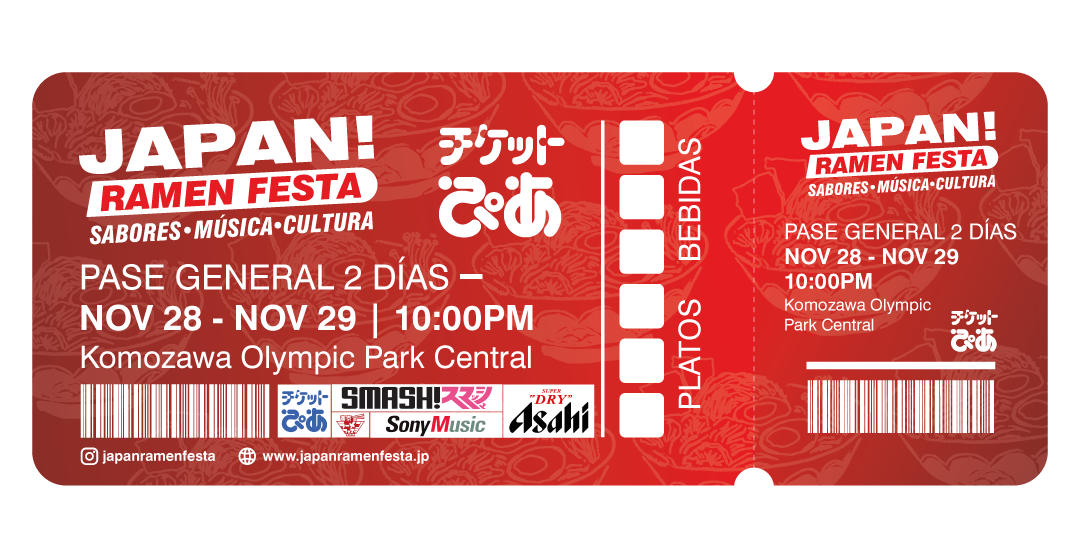 JAPAN!
RAMEN FESTA
SABORES•MÚSICA•CULTURA
チケット
ぴあ
PASE GENERAL 2 DÍAS –
NOV 28 - NOV 29 | 10:00PM
Komozawa Olympic Park Central
チケット
ぴあ
SMASH!スマシ
SonyMusic
SUPER
"DRY"
Asahi
japanramenfesta
www.japanramenfesta.jp
PLATOS BEBIDAS
JAPAN!
RAMEN FESTA
SABORES•MÚSICA•CULTURA
PASE GENERAL 2 DÍAS
NOV 28 - NOV 29
10:00PM
Komozawa Olympic
Park Central
チケット
ぴあ